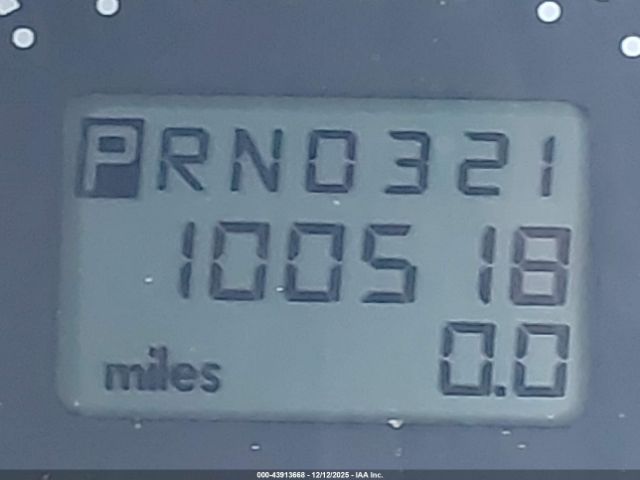 PRND321
100518
0.0
miles
000-43913668 - 12/12/2025 - IAA Inc.